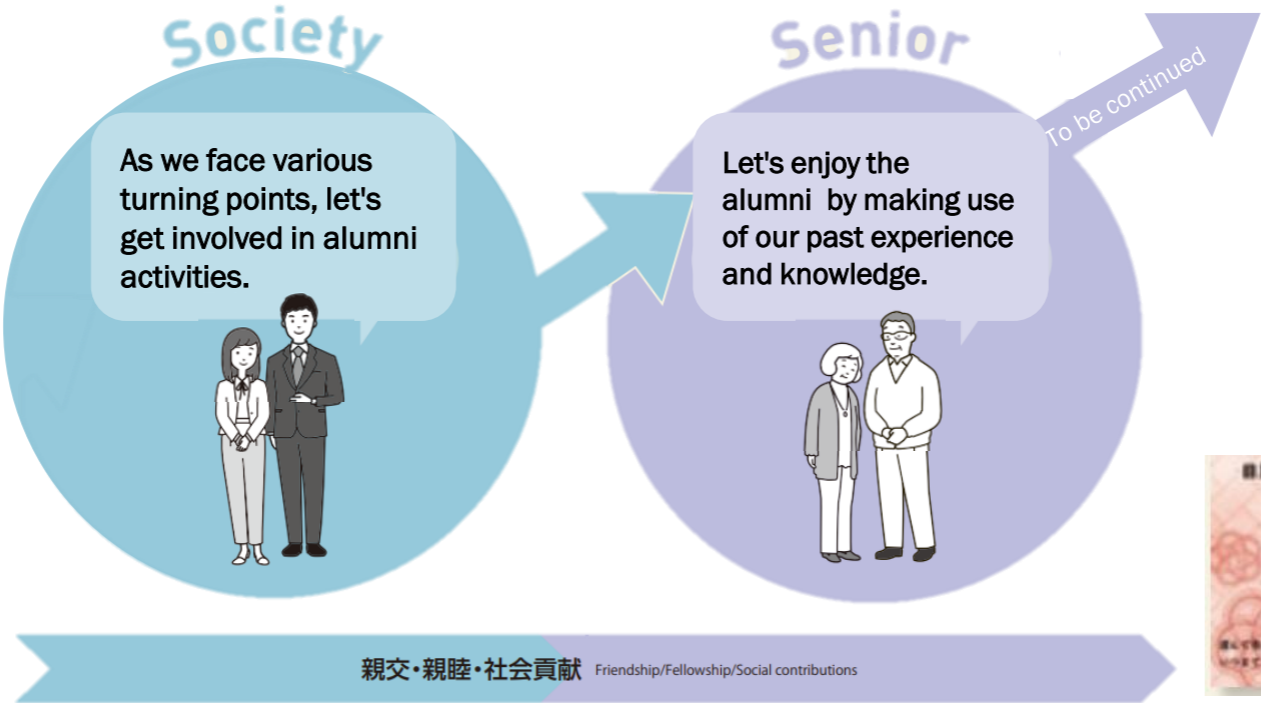 Society
Senior
To be continued
As we face various
turning points, let's
get involved in alumni
activities.
Let's enjoy the
alumni  by making use
of our past experience
and knowledge.
親交・親睦・社会貢献 Friendship/Fellowship/Social contributions